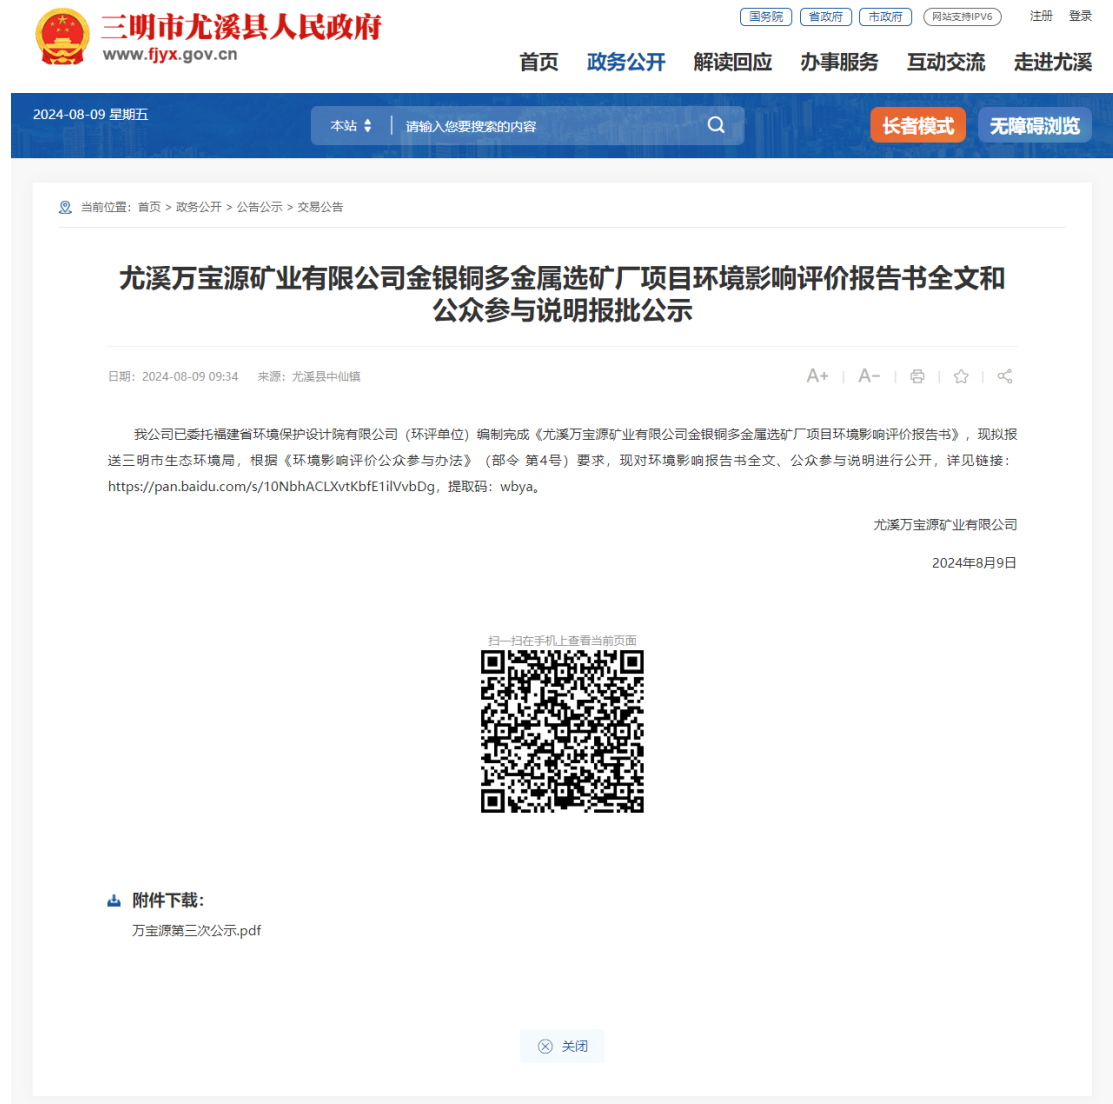 三明市尤溪县人民政府
www.fjyx.gov.cn
国务院 省政府 市政府 网站支持IPV6 注册 登录
首页 政务公开 解读回应 办事服务 互动交流 走进尤溪
2024-08-09 星期五
本站 请输入您要搜索的内容
长者模式 无障碍浏览
当前位置：首页 > 政务公开 > 公告公示 > 交易公告
尤溪万宝源矿业有限公司金银铜多金属选矿厂项目环境影响评价报告书全文和
公众参与说明报批公示
日期：2024-08-09 09:34 来源：尤溪县中仙镇
A+ | A- | | |
我公司已委托福建省环境保护设计院有限公司（环评单位）编制完成《尤溪万宝源矿业有限公司金银铜多金属选矿厂项目环境影响评价报告书》，现拟报
送三明市生态环境局，根据《环境影响评价公众参与办法》（部令 第4号）要求，现对环境影响报告书全文、公众参与说明进行公开，详见链接：
https://pan.baidu.com/s/10NbhACLXvtKbfE1ilVvbDg，提取码：wbya。
尤溪万宝源矿业有限公司
2024年8月9日
扫一扫在手机上查看当前页面
附件下载：
万宝源第三次公示.pdf
关闭